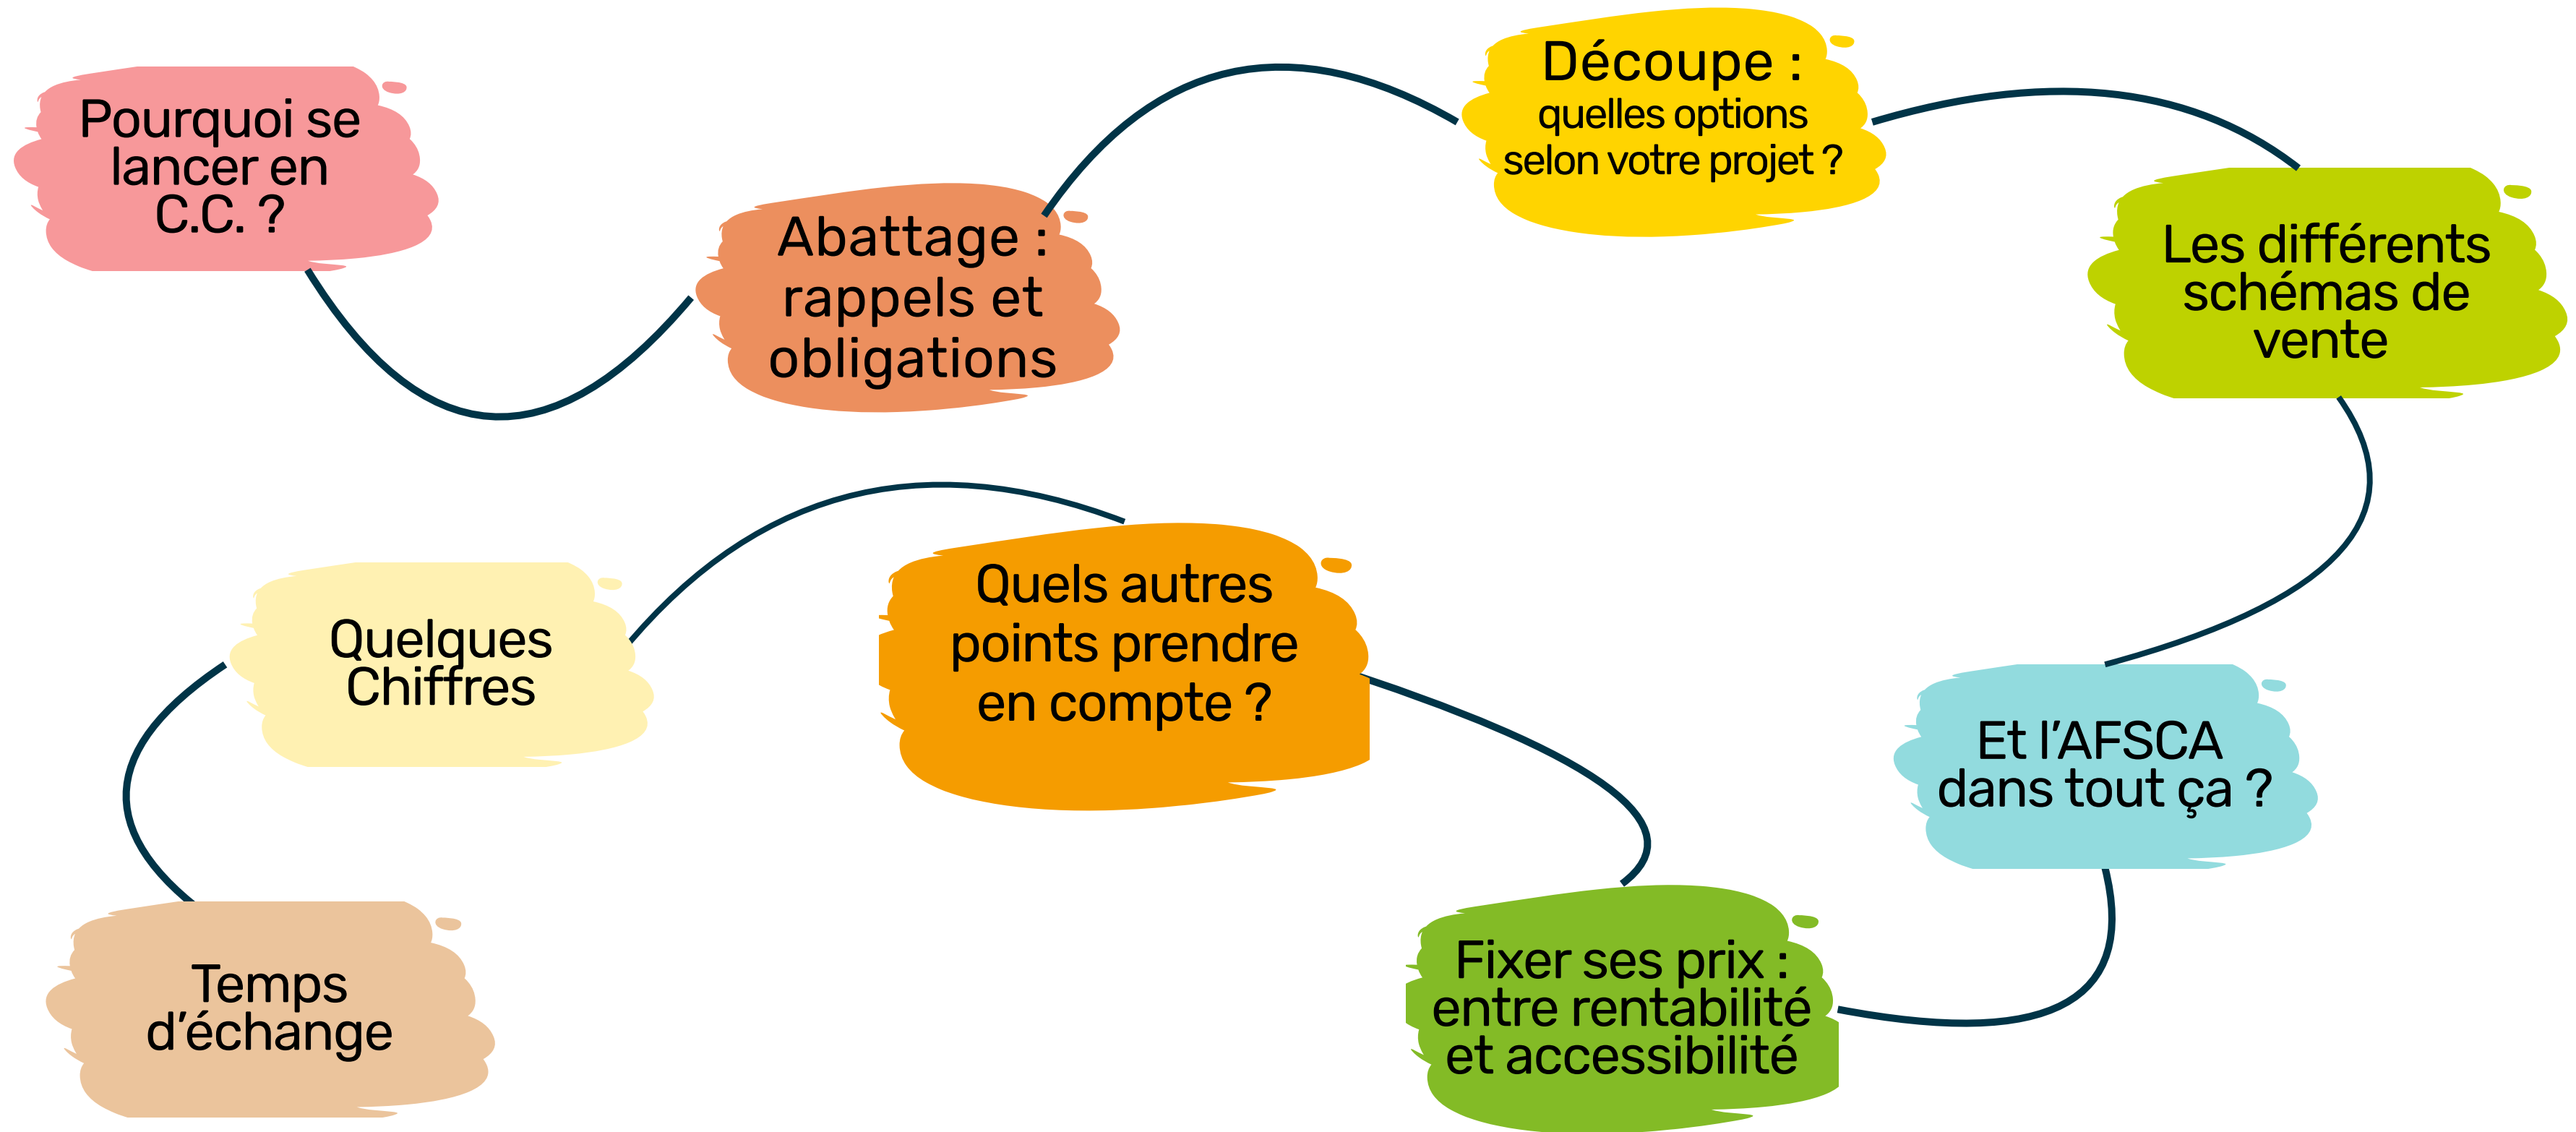 Pourquoi se
lancer en
C.C. ?
Abattage :
rappels et
obligations
Découpe :
quelles options
selon votre projet ?
Les différents
schémas de
vente
Et l’AFSCA
dans tout ça ?
Fixer ses prix :
entre rentabilité
et accessibilité
Quels autres
points prendre
en compte ?
Quelques
Chiffres
Temps
d’échange